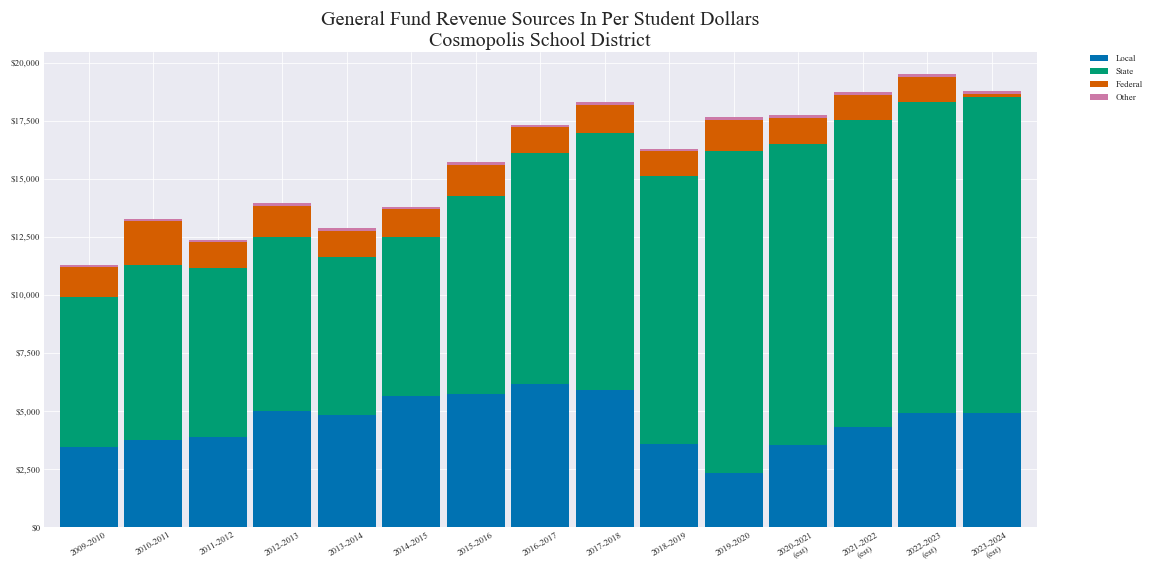 General Fund Revenue Sources In Per Student Dollars
Cosmopolis School District
$20,000
$17,500
$15,000
$12,500
$10,000
$7,500
$5,000
$2,500
$0
2009-2010
2010-2011
2011-2012
2012-2013
2013-2014
2014-2015
2015-2016
2016-2017
2017-2018
2018-2019
2019-2020
2020-2021
(est)
2021-2022
(est)
2022-2023
(est)
2023-2024
(est)
Local
State
Federal
Other